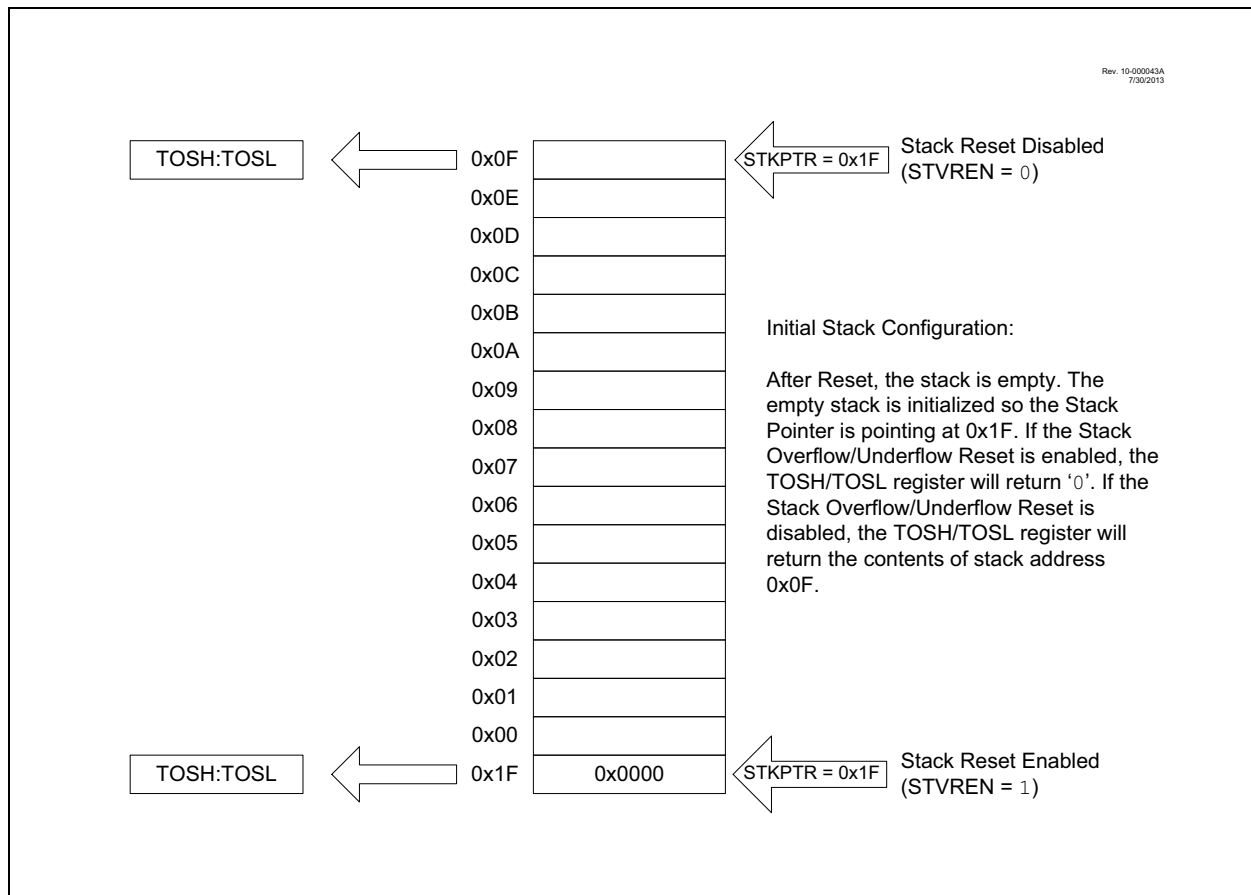 Rev. 10-000043A
7/30/2013
TOSH:TOSL
0x0F
STKPTR = 0x1F
Stack Reset Disabled
(STVREN = 0)
0x0E
0x0D
0x0C
0x0B
0x0A
0x09
0x08
0x07
0x06
0x05
0x04
0x03
0x02
0x01
0x00
Initial Stack Configuration:
After Reset, the stack is empty. The
empty stack is initialized so the Stack
Pointer is pointing at 0x1F. If the Stack
Overflow/Underflow Reset is enabled, the
TOSH/TOSL register will return ‘0’. If the
Stack Overflow/Underflow Reset is
disabled, the TOSH/TOSL register will
return the contents of stack address
0x0F.
TOSH:TOSL
0x1F
0x0000
STKPTR = 0x1F
Stack Reset Enabled
(STVREN = 1)